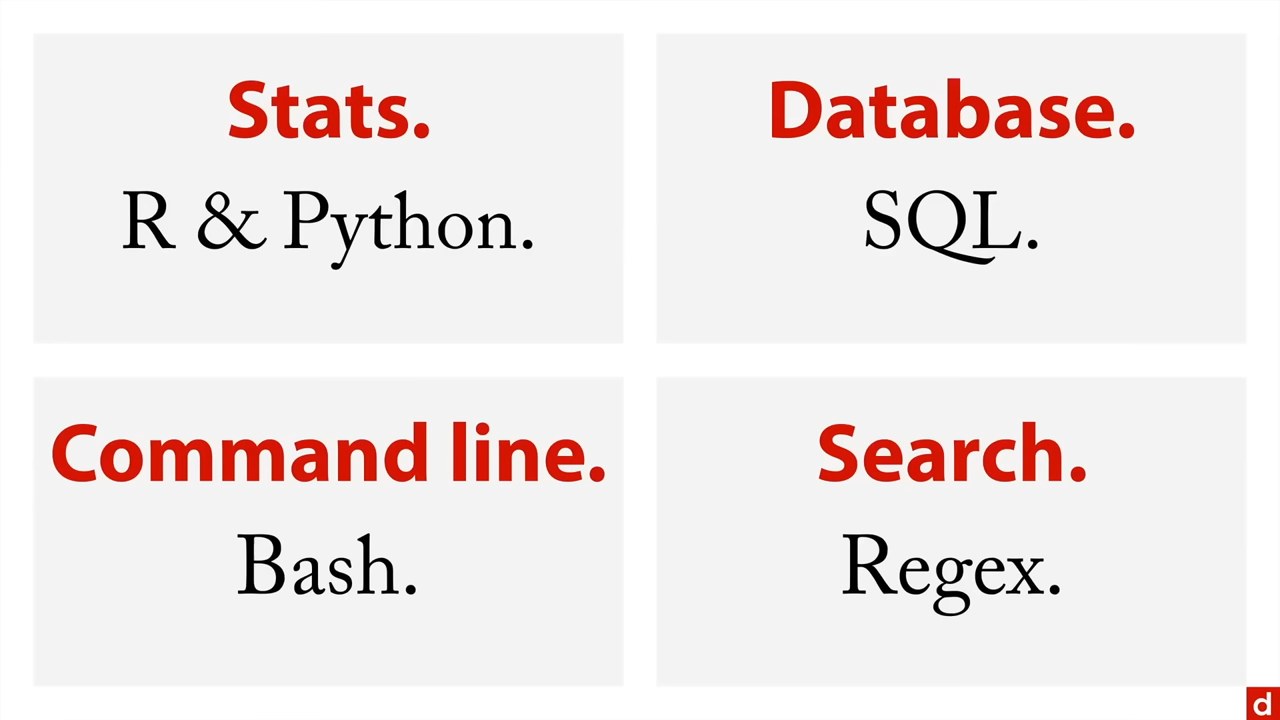 Stats.
R & Python.
Database.
SQL.
Command line.
Bash.
Search.
Regex.
d